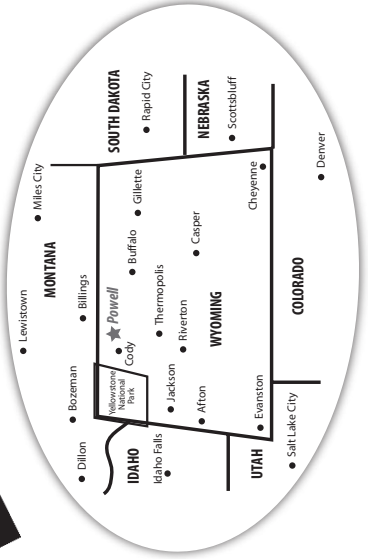 Lewistown
Miles City
MONTANA
SOUTH DAKOTA
Rapid City
Bozeman
Billings
Dillon
Powell
Buffalo
Gillette
NEBRASKA
Scottsbluff
Yellowstone
National
Park
Cody
Thermopolis
IDAHO
Idaho Falls
Jackson
Riverton
Casper
Afton
WYOMING
Cheyenne
Evanston
UTAH
Salt Lake City
COLORADO
Denver